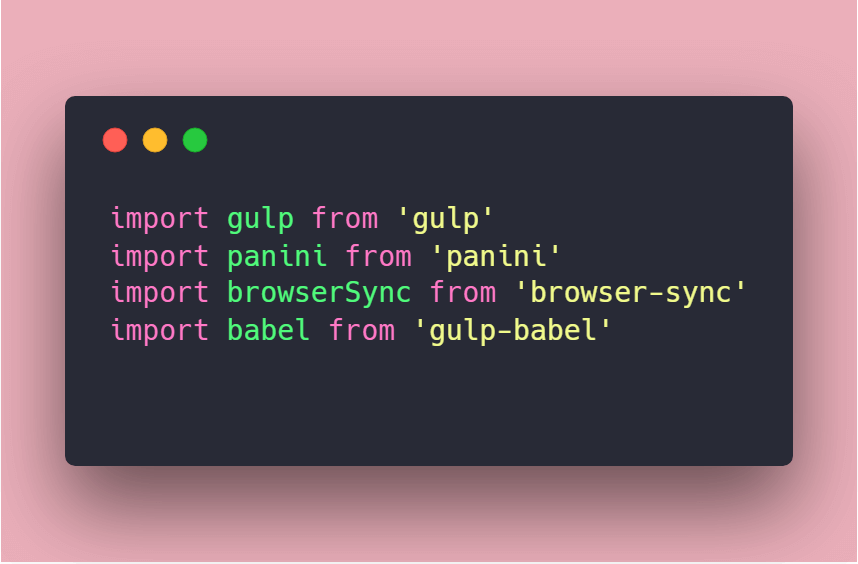 import gulp from 'gulp'
import panini from 'panini'
import browserSync from 'browser-sync'
import babel from 'gulp-babel'